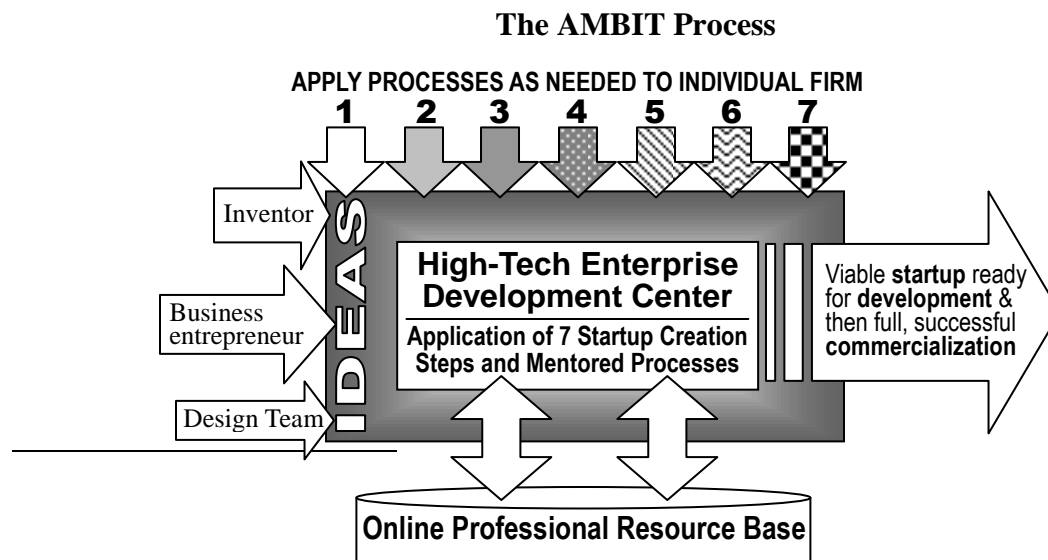 The AMBIT Process
APPLY PROCESSES AS NEEDED TO INDIVIDUAL FIRM
1 2 3 4 5 6 7
Inventor
Business
entrepreneur
Design Team
IDEAS
High-Tech Enterprise
Development Center
Application of 7 Startup Creation
Steps and Mentored Processes
Viable startup ready
for development &
then full, successful
commercialization
Online Professional Resource Base